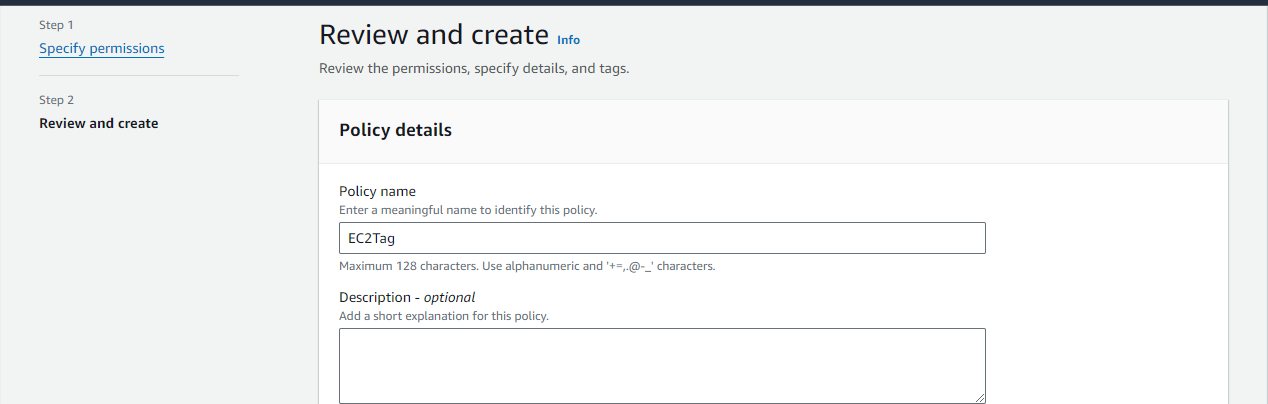 Step 1
Specify permissions
Step 2
Review and create
Review and create Info
Review the permissions, specify details, and tags.
Policy details
Policy name
Enter a meaningful name to identify this policy.
EC2Tag
Maximum 128 characters. Use alphanumeric and '+=,.@-_' characters.
Description - optional
Add a short explanation for this policy.